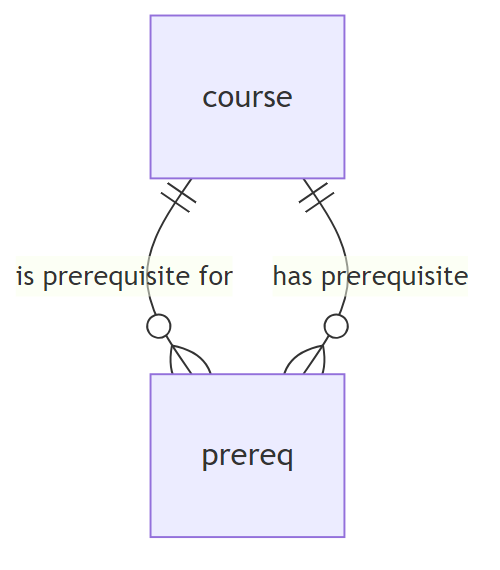 course
is prerequisite for
has prerequisite
prereq